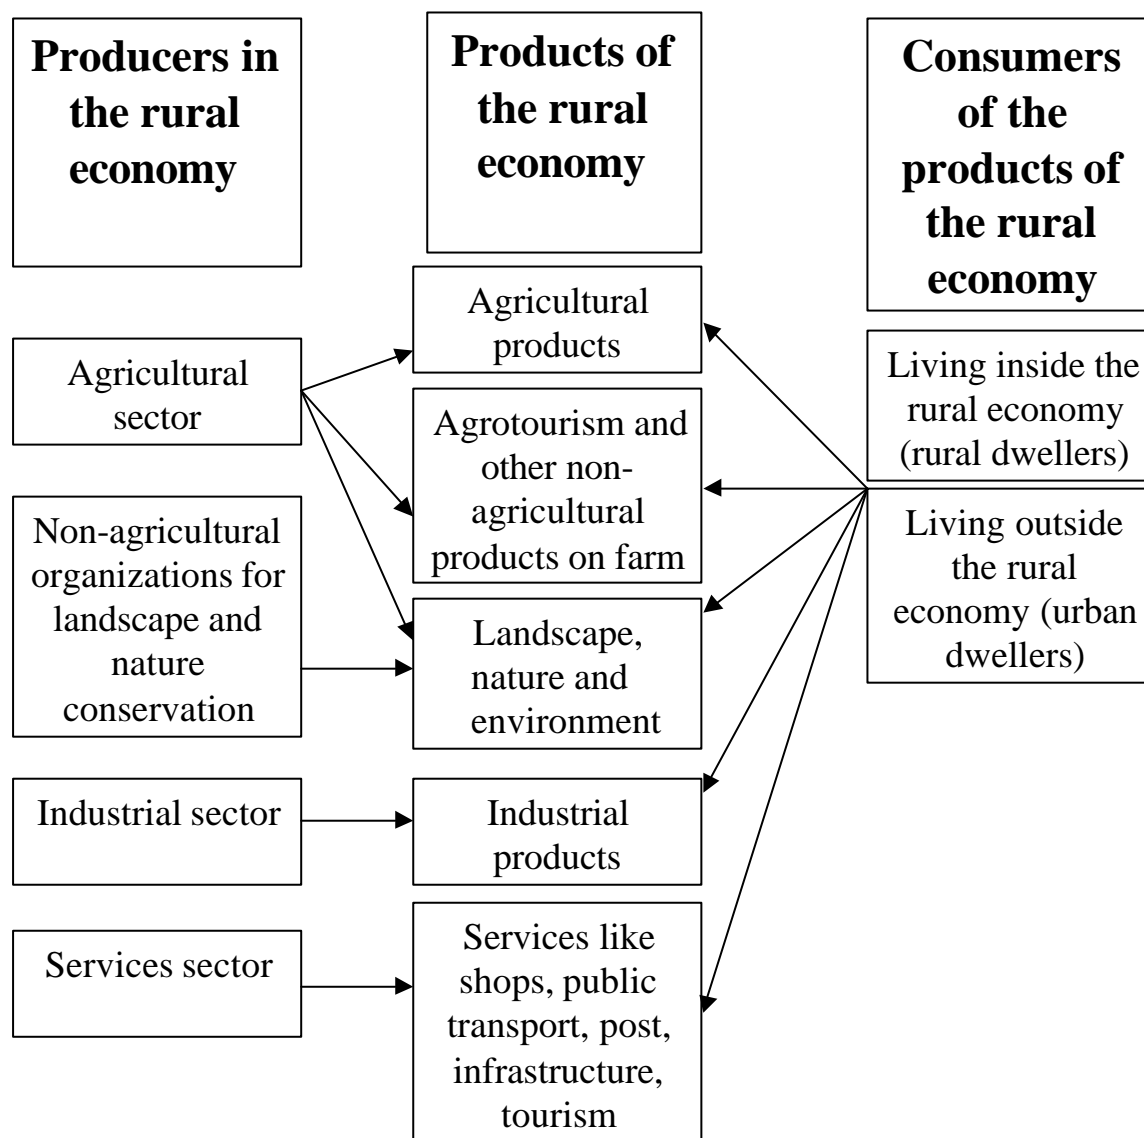 Producers in
the rural
economy
Products of
the rural
economy
Consumers
of the
products of
the rural
economy
Agricultural
sector
Non-agricultural
organizations for
landscape and
nature
conservation
Industrial sector
Services sector
Agricultural
products
Agrotourism and
other non-
agricultural
products on farm
Landscape,
nature and
environment
Industrial
products
Services like
shops, public
transport, post,
infrastructure,
tourism
Living inside the
rural economy
(rural dwellers)
Living outside
the rural
economy (urban
dwellers)